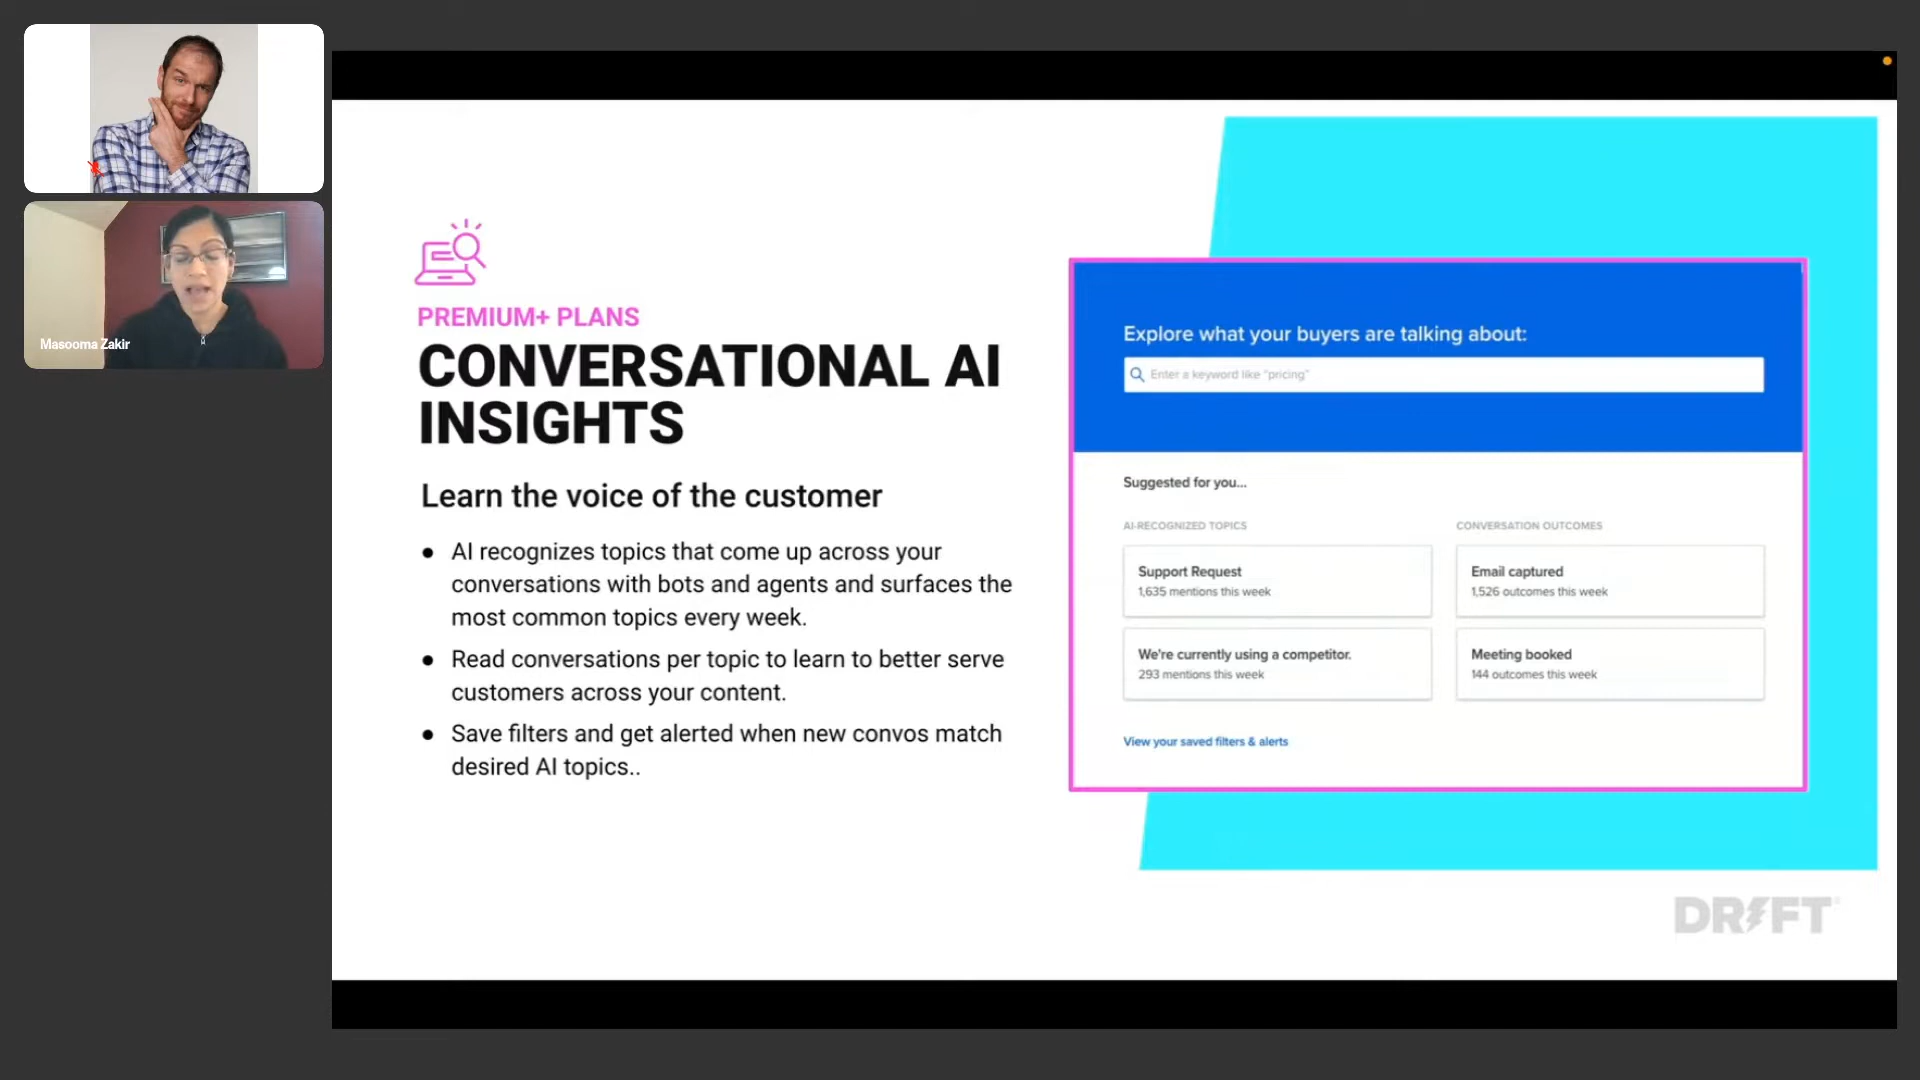 Masooma Zakir
PREMIUM+ PLANS
CONVERSATIONAL AI
INSIGHTS
Learn the voice of the customer
● AI recognizes topics that come up across your
conversations with bots and agents and surfaces the
most common topics every week.
● Read conversations per topic to learn to better serve
customers across your content.
● Save filters and get alerted when new convos match
desired AI topics..
Explore what your buyers are talking about:
Enter a keyword like "pricing"
Suggested for you...
AI-RECOGNIZED TOPICS
Support Request
1,635 mentions this week
We're currently using a competitor.
293 mentions this week
CONVERSATION OUTCOMES
Email captured
1,526 outcomes this week
Meeting booked
144 outcomes this week
View your saved filters & alerts
DRIFT